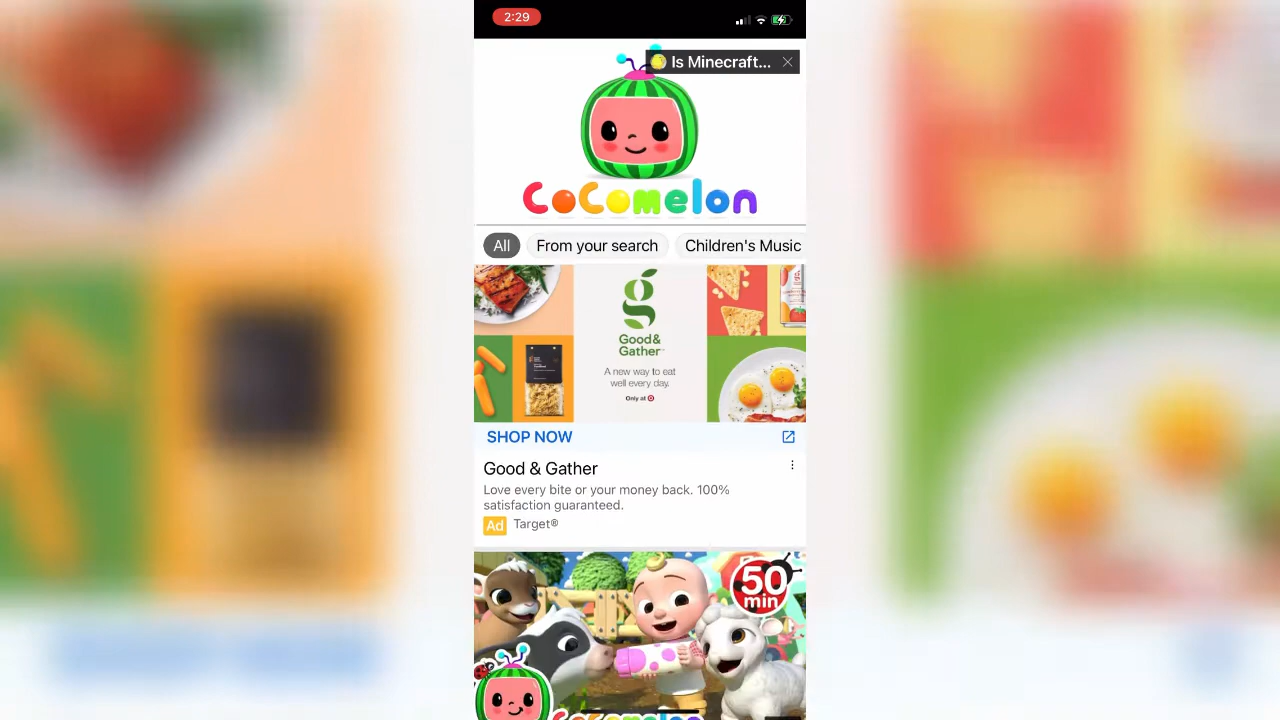 2:29
Is Minecraft...
CoComelon
All
From your search
Children's Music
g
Good&
Gather™
A new way to eat
well every day.
Only at
SHOP NOW
Good & Gather
Love every bite or your money back. 100%
satisfaction guaranteed.
Ad Target®
50
min
CoComelon